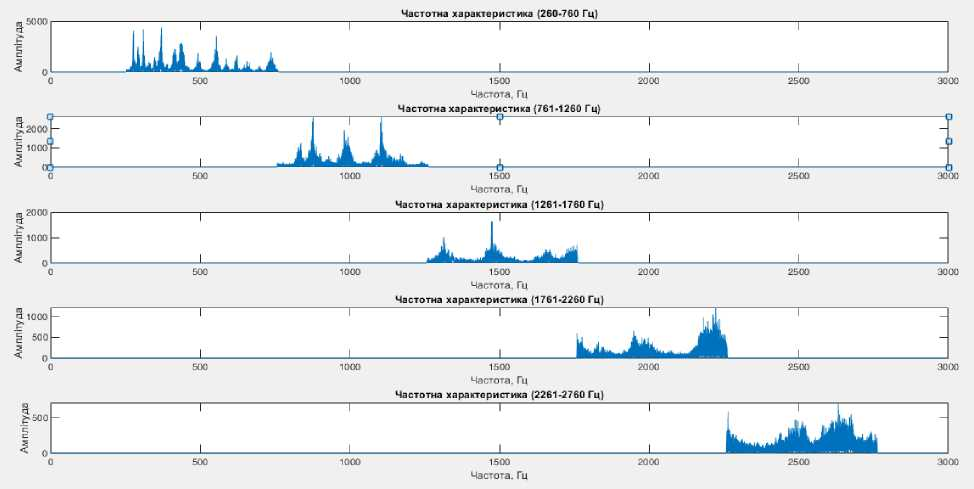 Частотна характеристика (260-760 Гц)
Амплітуда
5000
0
0 500 1000 1500 2000 2500 3000
Частота, Гц
Частотна характеристика (761-1260 Гц)
Амплітуда
2000
1000
0
0 500 1000 1500 2000 2500 3000
Частота, Гц
Частотна характеристика (1261-1760 Гц)
Амплітуда
2000
1000
0
0 500 1000 1500 2000 2500 3000
Частота, Гц
Частотна характеристика (1761-2260 Гц)
Амплітуда
1000
500
0
0 500 1000 1500 2000 2500 3000
Частота, Гц
Частотна характеристика (2261-2760 Гц)
Амплітуда
500
0
0 500 1000 1500 2000 2500 3000
Частота, Гц